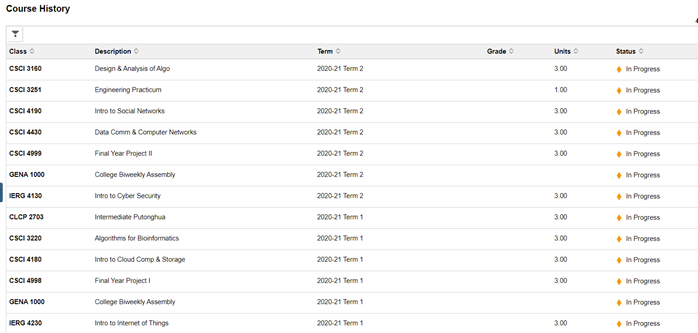 Course History
Class Description Term Grade Units Status
CSCI 3160 Design & Analysis of Algo 2020-21 Term 2 3.00 In Progress
CSCI 3251 Engineering Practicum 2020-21 Term 2 1.00 In Progress
CSCI 4190 Intro to Social Networks 2020-21 Term 2 3.00 In Progress
CSCI 4430 Data Comm & Computer Networks 2020-21 Term 2 3.00 In Progress
CSCI 4999 Final Year Project II 2020-21 Term 2 3.00 In Progress
GENA 1000 College Biweekly Assembly 2020-21 Term 2 In Progress
IERG 4130 Intro to Cyber Security 2020-21 Term 2 3.00 In Progress
CLCP 2703 Intermediate Putonghua 2020-21 Term 1 3.00 In Progress
CSCI 3220 Algorithms for Bioinformatics 2020-21 Term 1 3.00 In Progress
CSCI 4180 Intro to Cloud Comp & Storage 2020-21 Term 1 3.00 In Progress
CSCI 4998 Final Year Project I 2020-21 Term 1 3.00 In Progress
GENA 1000 College Biweekly Assembly 2020-21 Term 1 In Progress
IERG 4230 Intro to Internet of Things 2020-21 Term 1 3.00 In Progress